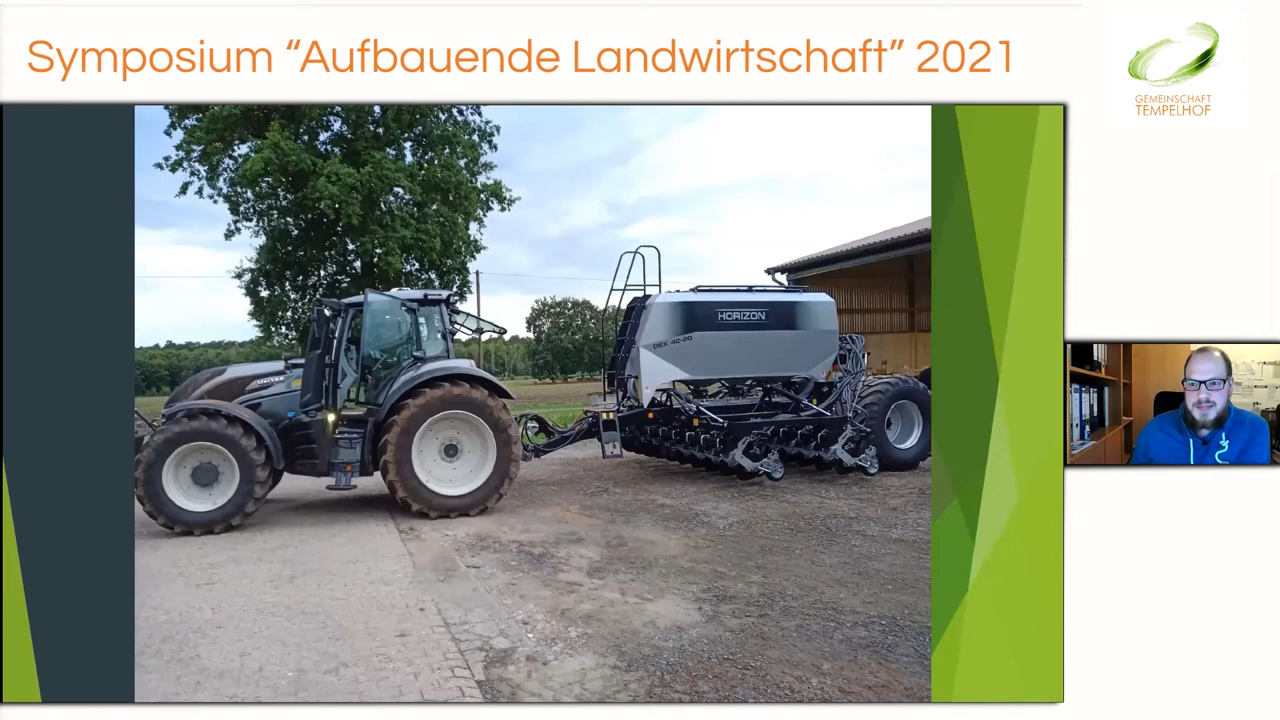 Symposium “Aufbauende Landwirtschaft” 2021
GEMEINSCHAFT
TEMPELHOF
HORIZON
DSX 40-20
VALTRA